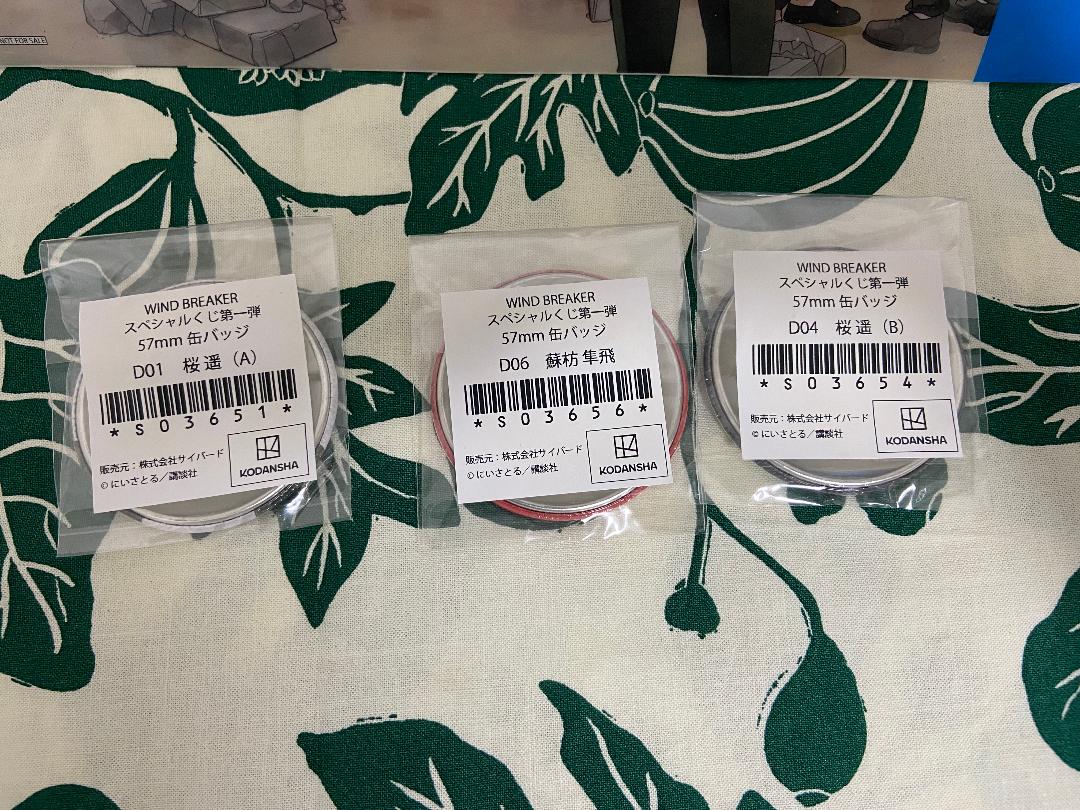 NOT FOR SALE
WIND BREAKER
スペシャルくじ第一弾
57mm 缶バッジ
D01 桜 遥（A）
*S03651*
販売元：株式会社サイバード
©にいさとる／講談社
KODANSHA
WIND BREAKER
スペシャルくじ第一弾
57mm 缶バッジ
D06 蘇枋 隼飛
*S03656*
販売元：株式会社サイバード
©にいさとる／講談社
KODANSHA
WIND BREAKER
スペシャルくじ第一弾
57mm 缶バッジ
D04 桜 遥（B）
*S03654*
販売元：株式会社サイバード
©にいさとる／講談社
KODANSHA